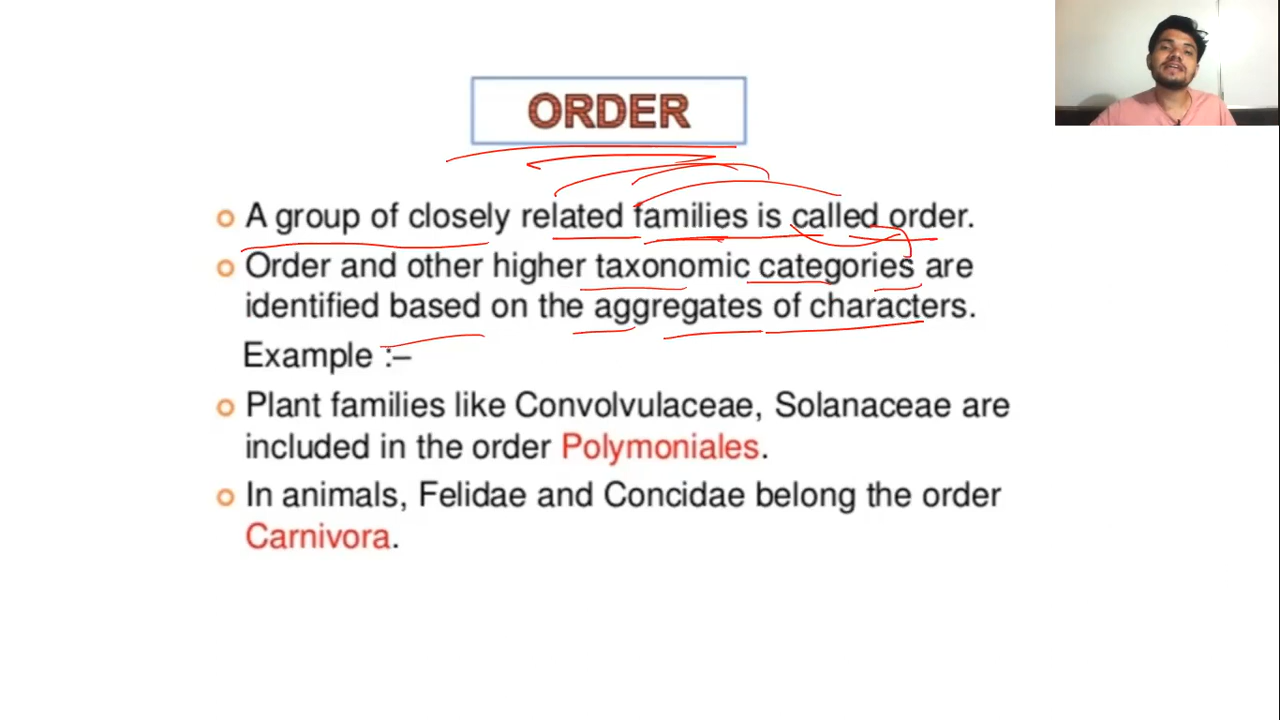 ORDER
A group of closely related families is called order.
Order and other higher taxonomic categories are
identified based on the aggregates of characters.
Example :–
Plant families like Convolvulaceae, Solanaceae are
included in the order Polymoniales.
In animals, Felidae and Concidae belong the order
Carnivora.